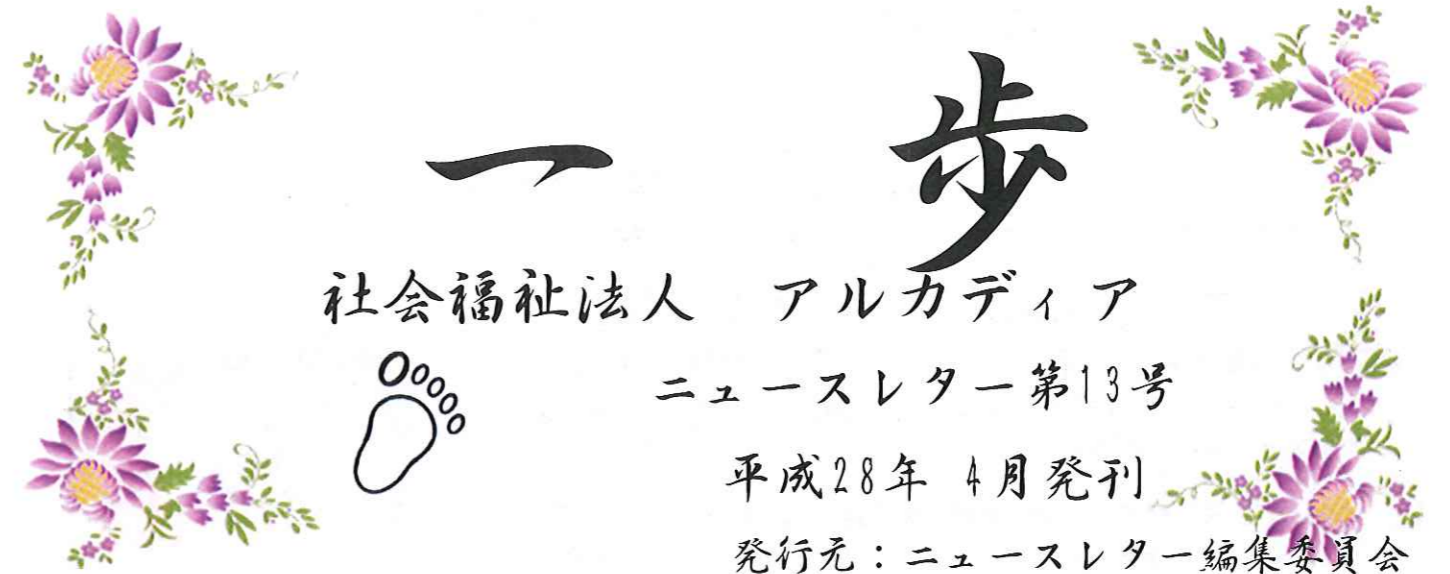 一 歩
社会福祉法人 アルカディア
ニュースレター第13号
平成28年 4月発刊
発行元：ニュースレター編集委員会